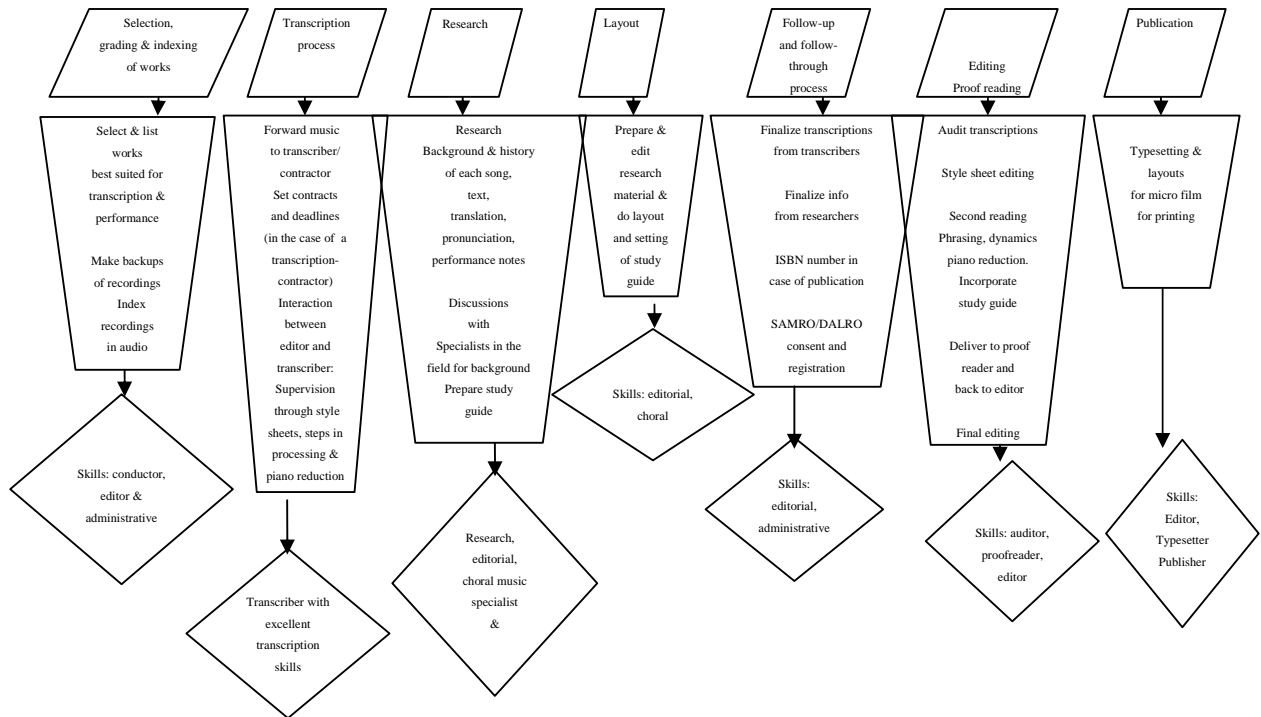 Selection,
grading & indexing
of works
Transcription
process
Research
Layout
Follow-up
and follow-
through
process
Editing
Proof reading
Publication
Select & list
works
best suited for
transcription &
performance
Make backups
of recordings
Index
recordings
in audio
Forward music
to transcriber/
contractor
Set contracts
and deadlines
(in the case of a
transcription-
contractor)
Interaction
between
editor and
transcriber:
Supervision
through style
sheets, steps in
processing &
piano reduction
Research
Background & history
of each song,
text,
translation,
pronunciation,
performance notes
Discussions
with
Specialists in the
field for background
Prepare study
guide
Prepare &
edit
research
material &
do layout
and setting
of study
guide
Finalize transcriptions
from transcribers
Finalize info
from researchers
ISBN number in
case of publication
SAMRO/DALRO
consent and
registration
Audit transcriptions
Style sheet editing
Second reading
Phrasing, dynamics
piano reduction.
Incorporate
study guide
Deliver to proof
reader and
back to editor
Final editing
Typesetting &
layouts
for micro film
for printing
Skills: conductor,
editor &
administrative
Transcriber with
excellent
transcription
skills
Research,
editorial,
choral music
specialist
&
Skills: editorial,
choral
Skills:
editorial,
administrative
Skills: auditor,
proofreader,
editor
Skills:
Editor,
Typesetter
Publisher